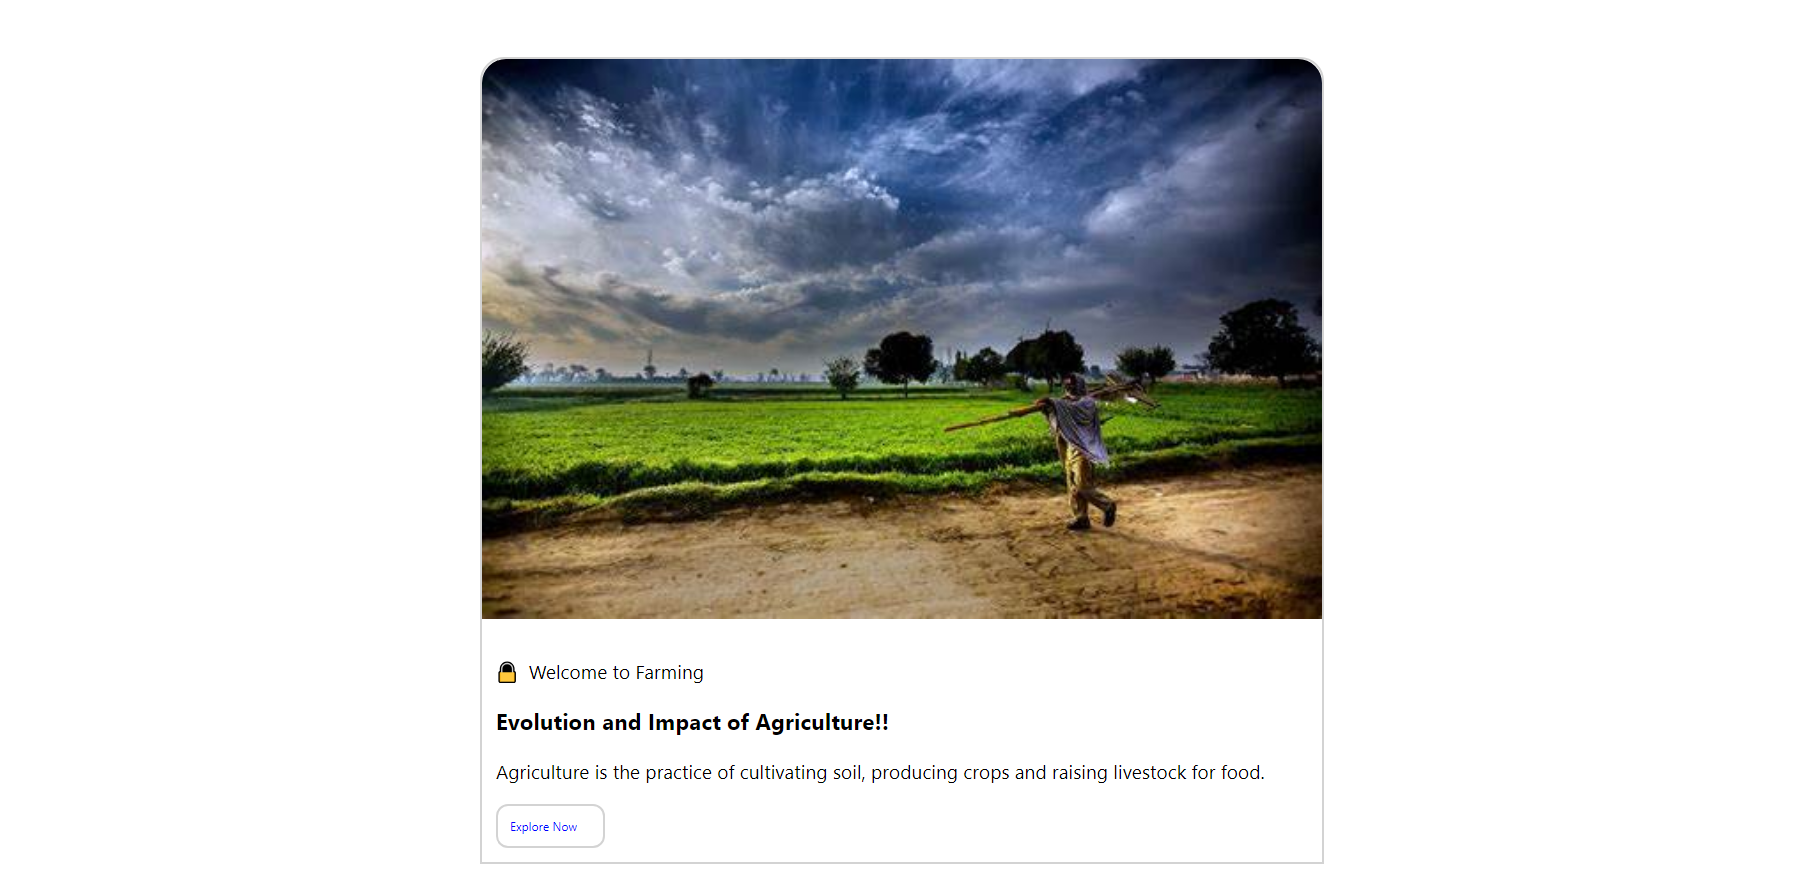 Welcome to Farming
Evolution and Impact of Agriculture!!
Agriculture is the practice of cultivating soil, producing crops and raising livestock for food.
Explore Now